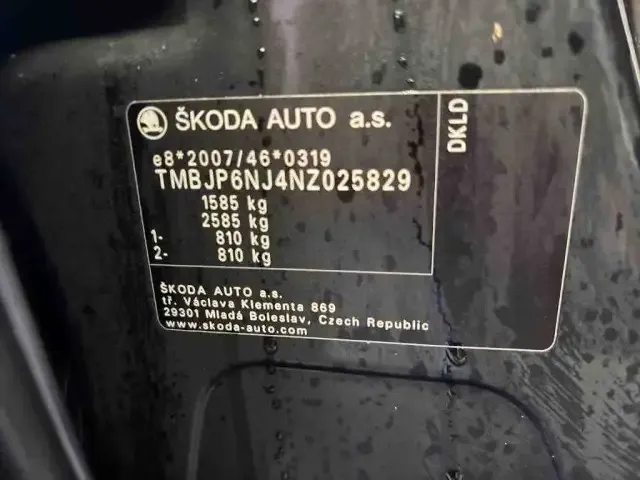 ŠKODA AUTO a.s.
DKLD
e8*2007/46*0319
TMBJP6NJ4NZ025829
1585 kg
2585 kg
1- 810 kg
2- 810 kg
ŠKODA AUTO a.s.
tř. Václava Klementa 869
29301 Mladá Boleslav, Czech Republic
www.skoda-auto.com